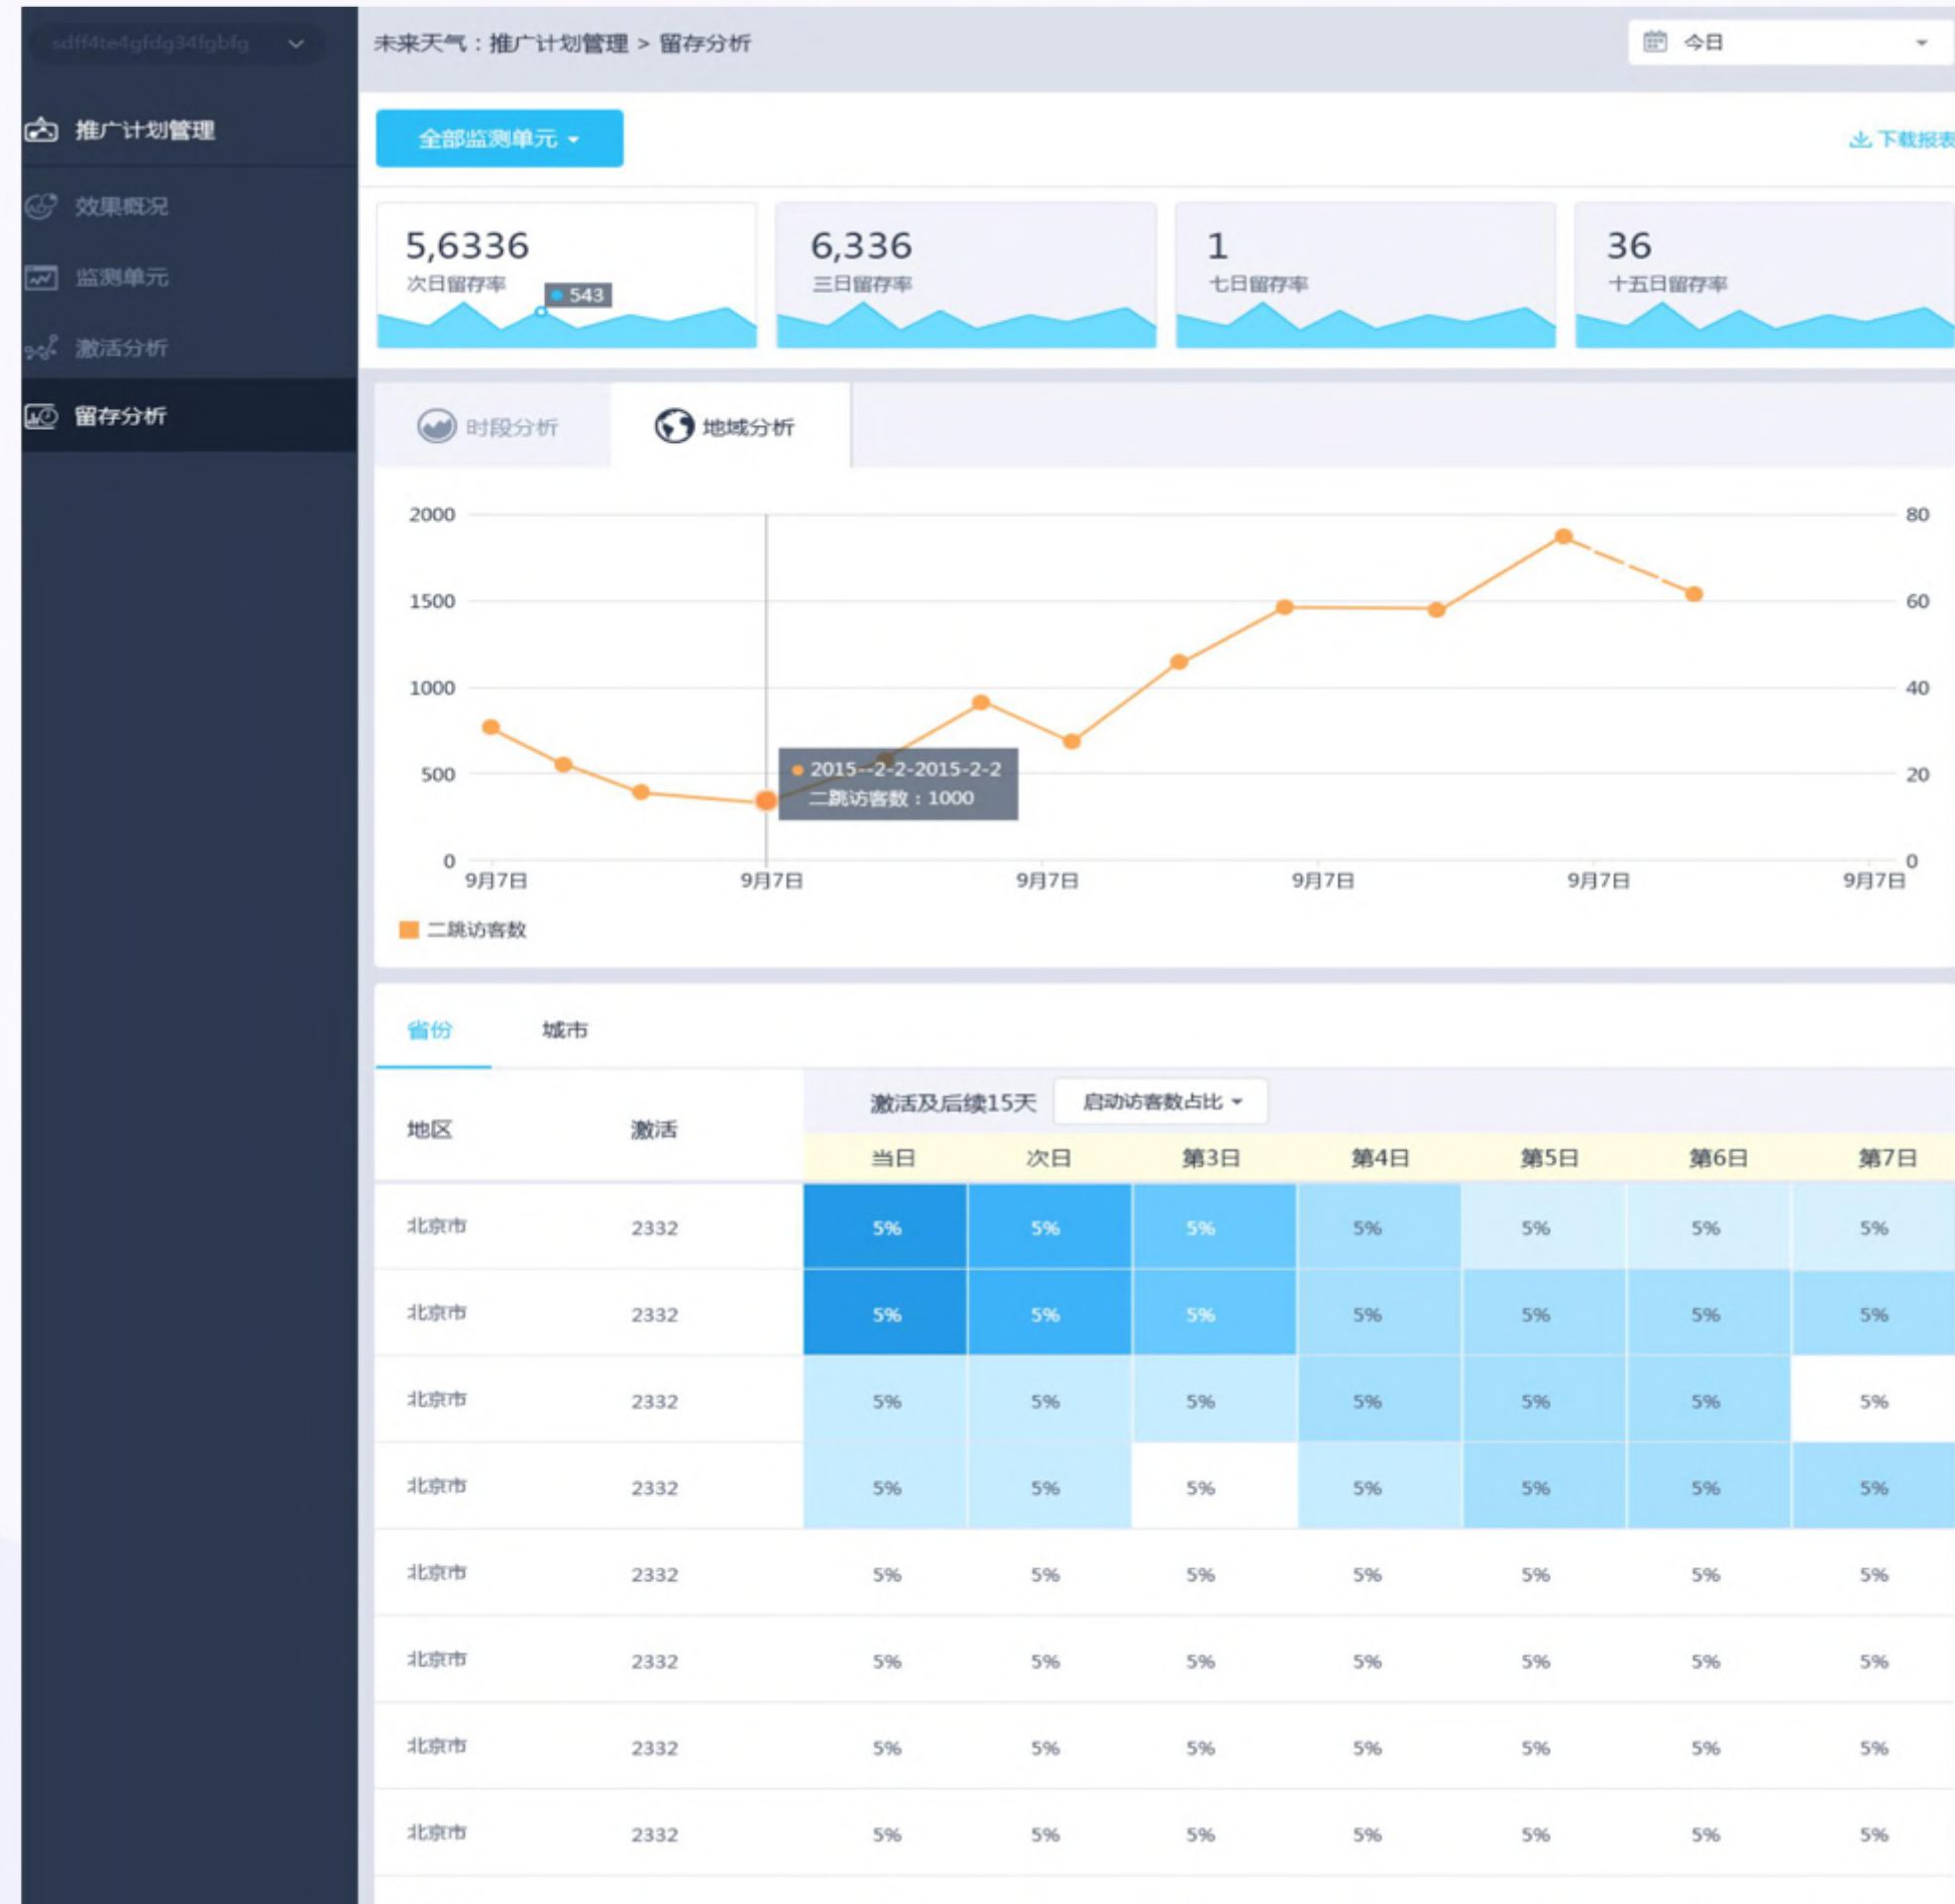 sdff4te4gfdg34fgbfg
未来天气：推广计划管理 > 留存分析
今日
推广计划管理
效果概况
监测单元
激活分析
留存分析
全部监测单元
下载报表
5,6336
次日留存率
543
6,336
三日留存率
1
七日留存率
36
十五日留存率
时段分析
地域分析
2000
1500
1000
500
0
80
60
40
20
0
2015--2-2-2015-2-2
二跳访客数：1000
9月7日 9月7日 9月7日 9月7日 9月7日 9月7日
二跳访客数
省份 城市
地区 激活
激活及后续15天 启动访客数占比
当日 次日 第3日 第4日 第5日 第6日 第7日
北京市 2332 5% 5% 5% 5% 5% 5% 5%
北京市 2332 5% 5% 5% 5% 5% 5% 5%
北京市 2332 5% 5% 5% 5% 5% 5% 5%
北京市 2332 5% 5% 5% 5% 5% 5% 5%
北京市 2332 5% 5% 5% 5% 5% 5% 5%
北京市 2332 5% 5% 5% 5% 5% 5% 5%
北京市 2332 5% 5% 5% 5% 5% 5% 5%
北京市 2332 5% 5% 5% 5% 5% 5% 5%